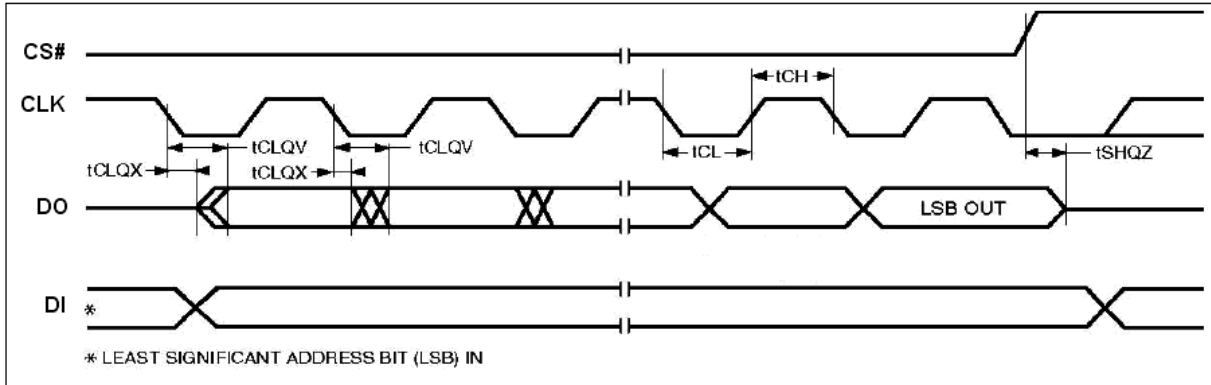 CS#
CLK
tCH
tCLQV
tCLQV
tCL
tCLQX
tCLQX
tSHQZ
DO
LSB OUT
DI
*
* LEAST SIGNIFICANT ADDRESS BIT (LSB) IN